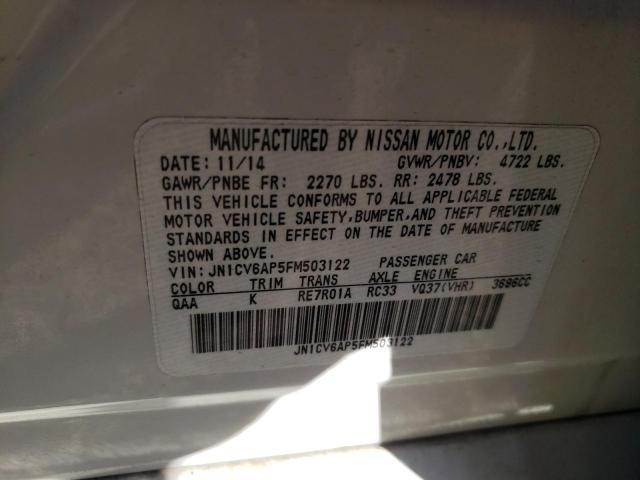 MANUFACTURED BY NISSAN MOTOR CO.,LTD.
DATE: 11/14 GVWR/PNBV: 4722 LBS.
GAWR/PNBE FR: 2270 LBS. RR: 2478 LBS.
THIS VEHICLE CONFORMS TO ALL APPLICABLE FEDERAL
MOTOR VEHICLE SAFETY,BUMPER,AND THEFT PREVENTION
STANDARDS IN EFFECT ON THE DATE OF MANUFACTURE
SHOWN ABOVE.
VIN: JN1CV6AP5FM503122 PASSENGER CAR
COLOR TRIM TRANS AXLE ENGINE
QAA K RE7R01A RC33 VQ37(VHR) 3696CC
JN1CV6AP5FM503122